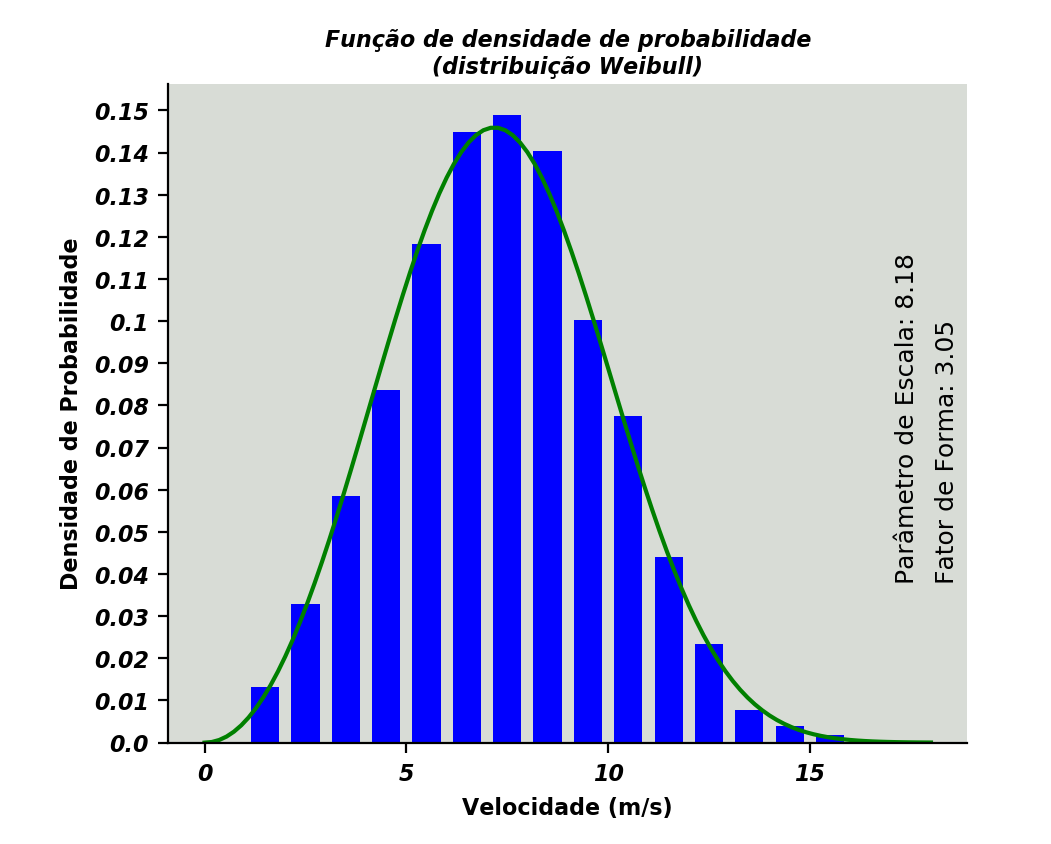 Função de densidade de probabilidade
(distribuição Weibull)
Densidade de Probabilidade
0.15
0.14
0.13
0.12
0.11
0.1
0.09
0.08
0.07
0.06
0.05
0.04
0.03
0.02
0.01
0.0
0 5 10 15
Velocidade (m/s)
Parâmetro de Escala: 8.18
Fator de Forma: 3.05